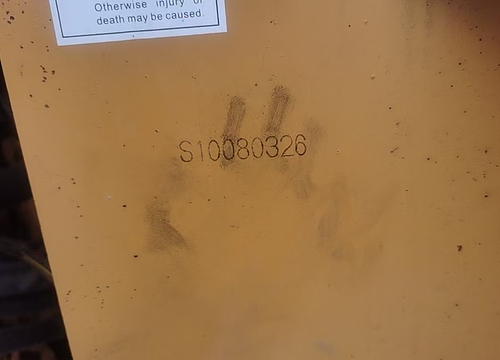 Otherwise injury or
death may be caused.
S10080326